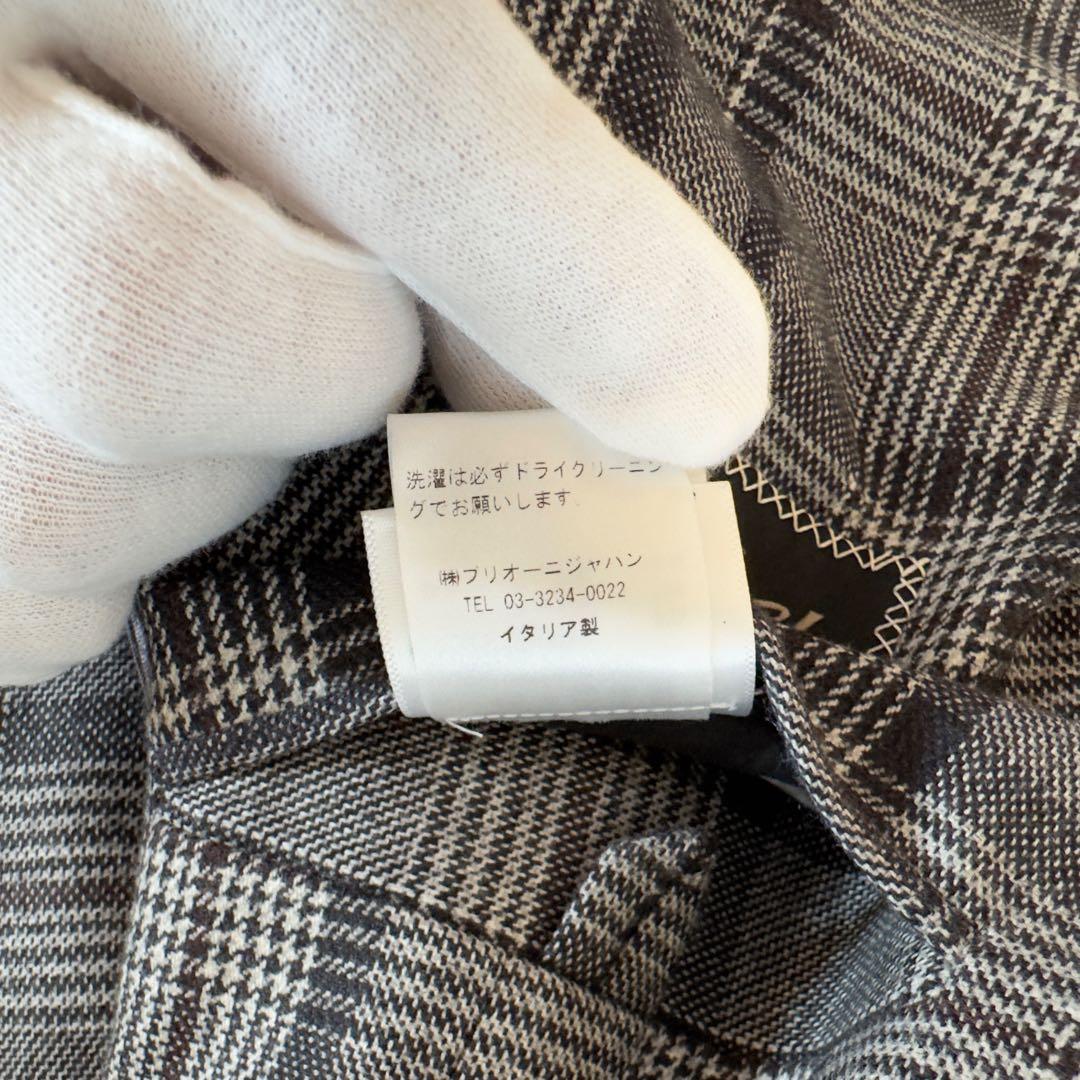 洗濯は必ずドライクリーニン
グでお願いします。
㈱ブリオーニジャパン
TEL 03-3234-0022
イタリア製